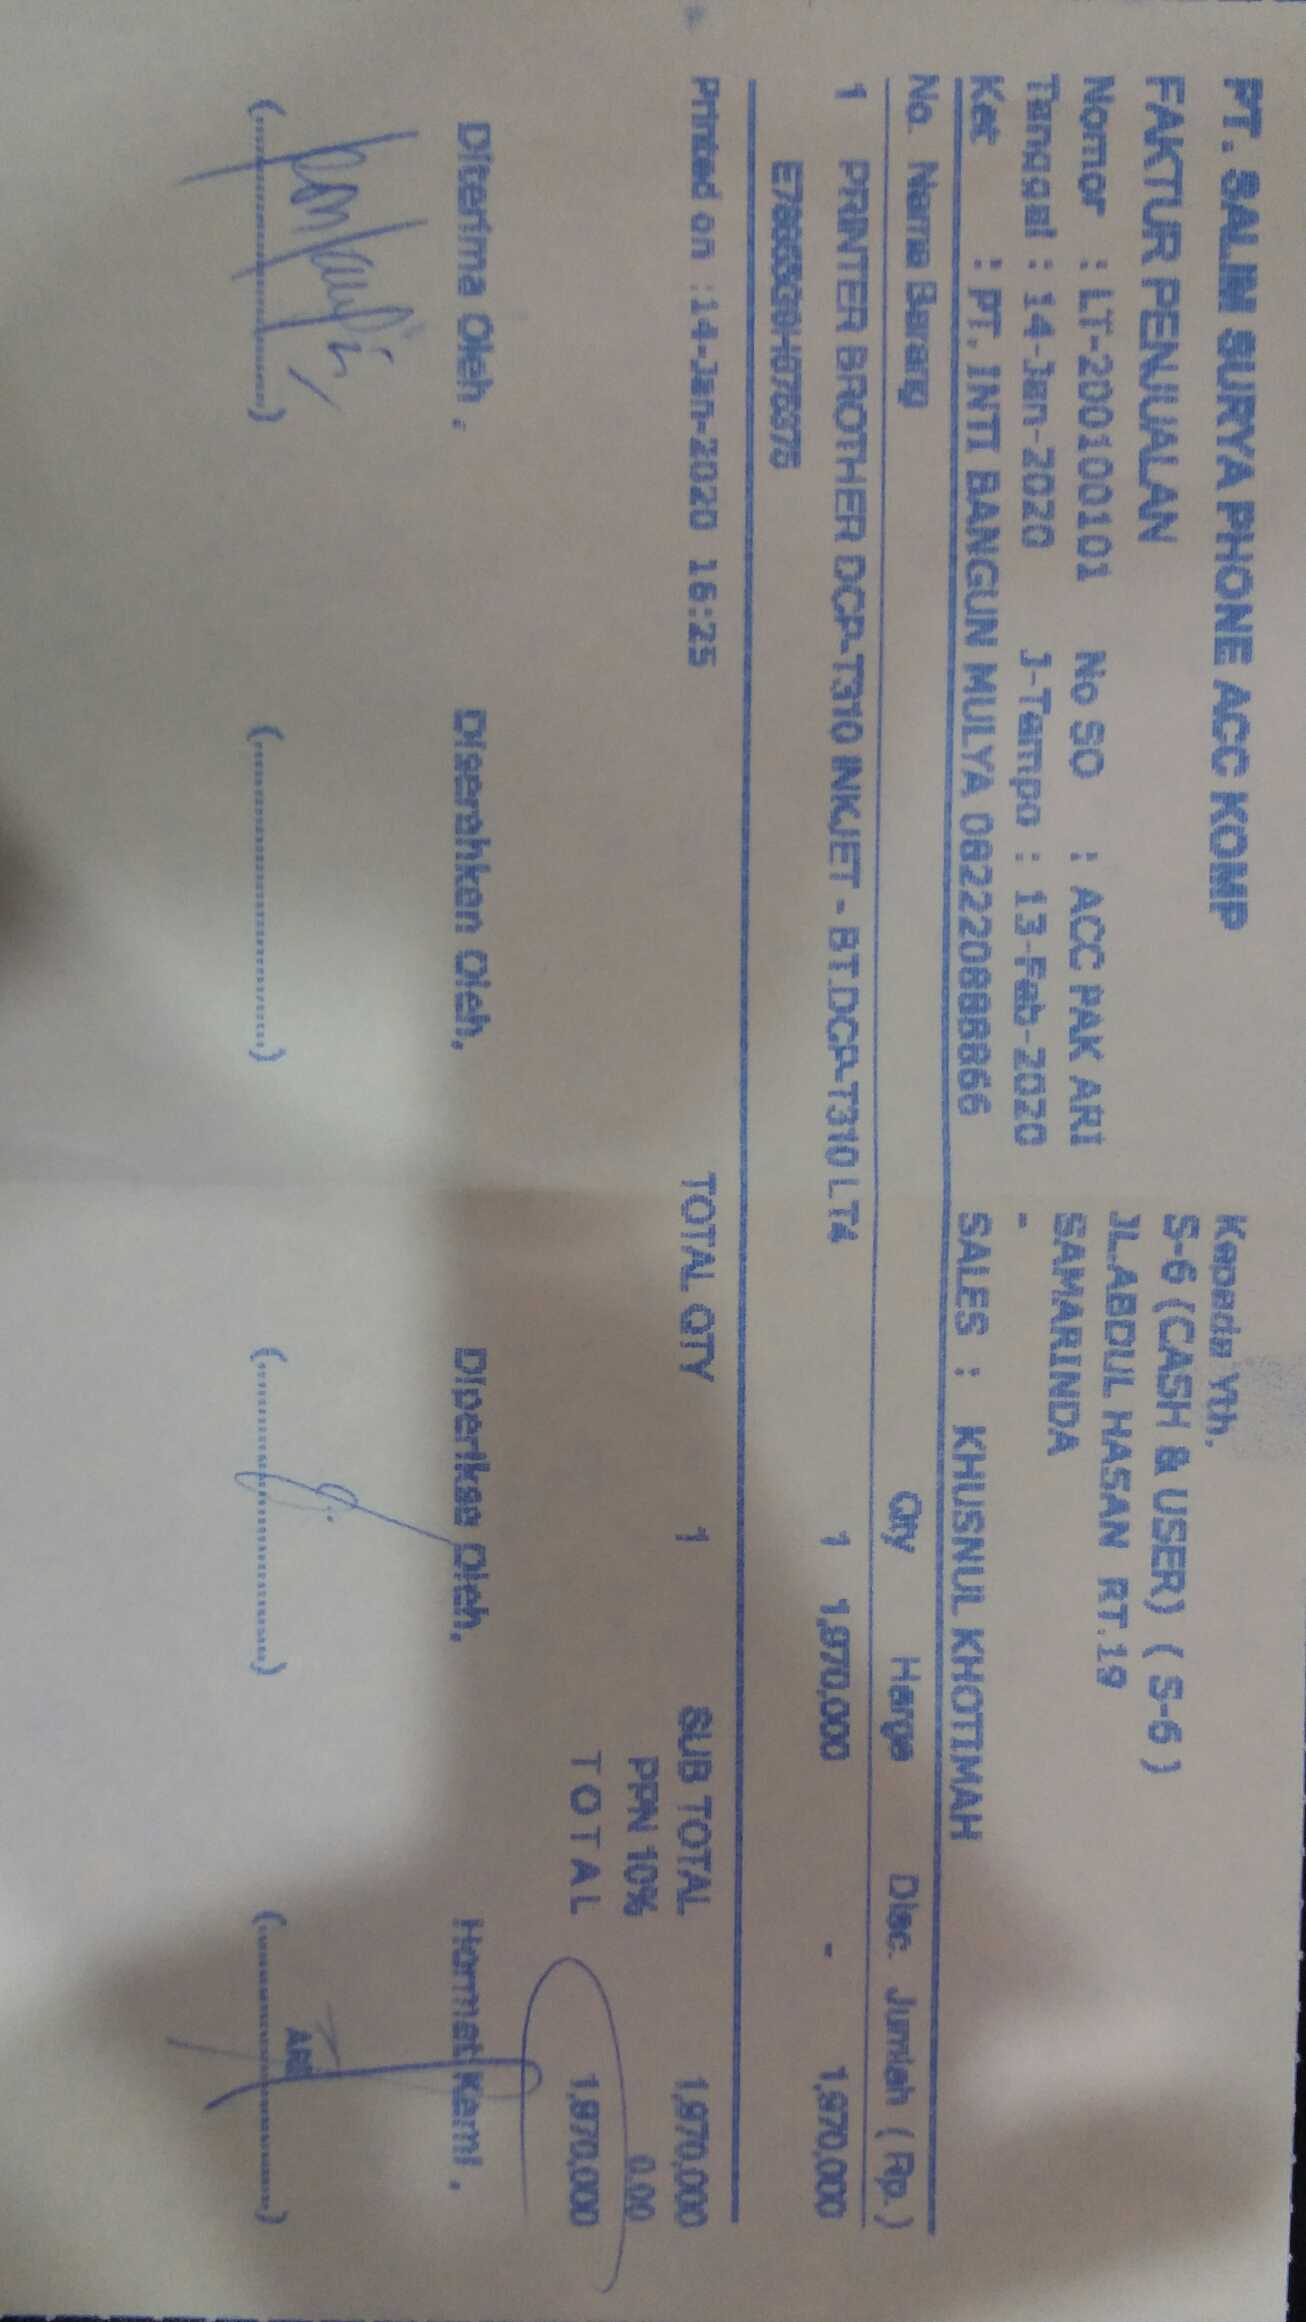 PT. SALIM SURYA PHONE ACC KOMP
FAKTUR PENJUALAN
Nomor : LT-200100101 No SO : ACC PAK ARI
Tanggal : 14-Jan-2020 J-Tempo : 13-Feb-2020
Ket : PT. INTI BANGUN MULYA 082220888866
Kepada Yth.
S-6 (CASH & USER) ( S-6 )
JL.ABDUL HASAN RT.19
SAMARINDA
-
SALES : KHUSNUL KHOTIMAH
No. Nama Barang Qty Harga Disc. Jumlah ( Rp. )
1 PRINTER BROTHER DCP-T310 INKJET - BT.DCP-T310 LT4 1 1,970,000 - 1,970,000
Printed on :14-Jan-2020 16:25 TOTAL QTY 1 SUB TOTAL 1,970,000
PPN 10% 0.00
T O T A L 1,970,000
Diterima Oleh , Diserahkan Oleh, Diperiksa Oleh, Hormat Kami ,
(....................) (....................) (....................) (....................)
ARI